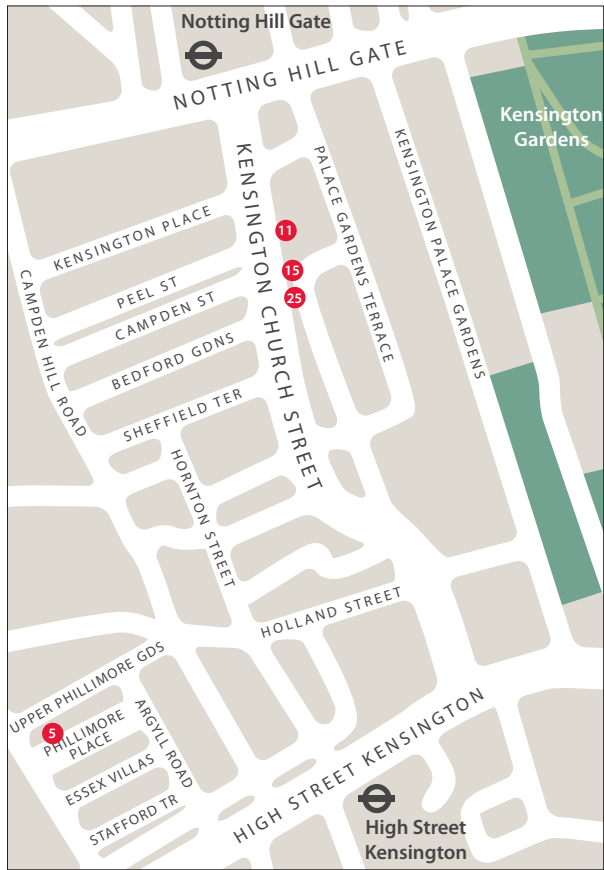 Notting Hill Gate
NOTTING HILL GATE
Kensington
Gardens
KENSINGTON CHURCH STREET
PALACE GARDENS TERRACE
KENSINGTON PALACE GARDENS
KENSINGTON PLACE
11
PEEL ST
15
CAMPDEN ST
25
CAMPDEN HILL ROAD
BEDFORD GDNS
SHEFFIELD TER
HORNTON STREET
HOLLAND STREET
UPPER PHILLIMORE GDS
5
PHILLIMORE
PLACE
ARGYLL ROAD
ESSEX VILLAS
STAFFORD TR
HIGH STREET KENSINGTON
High Street
Kensington